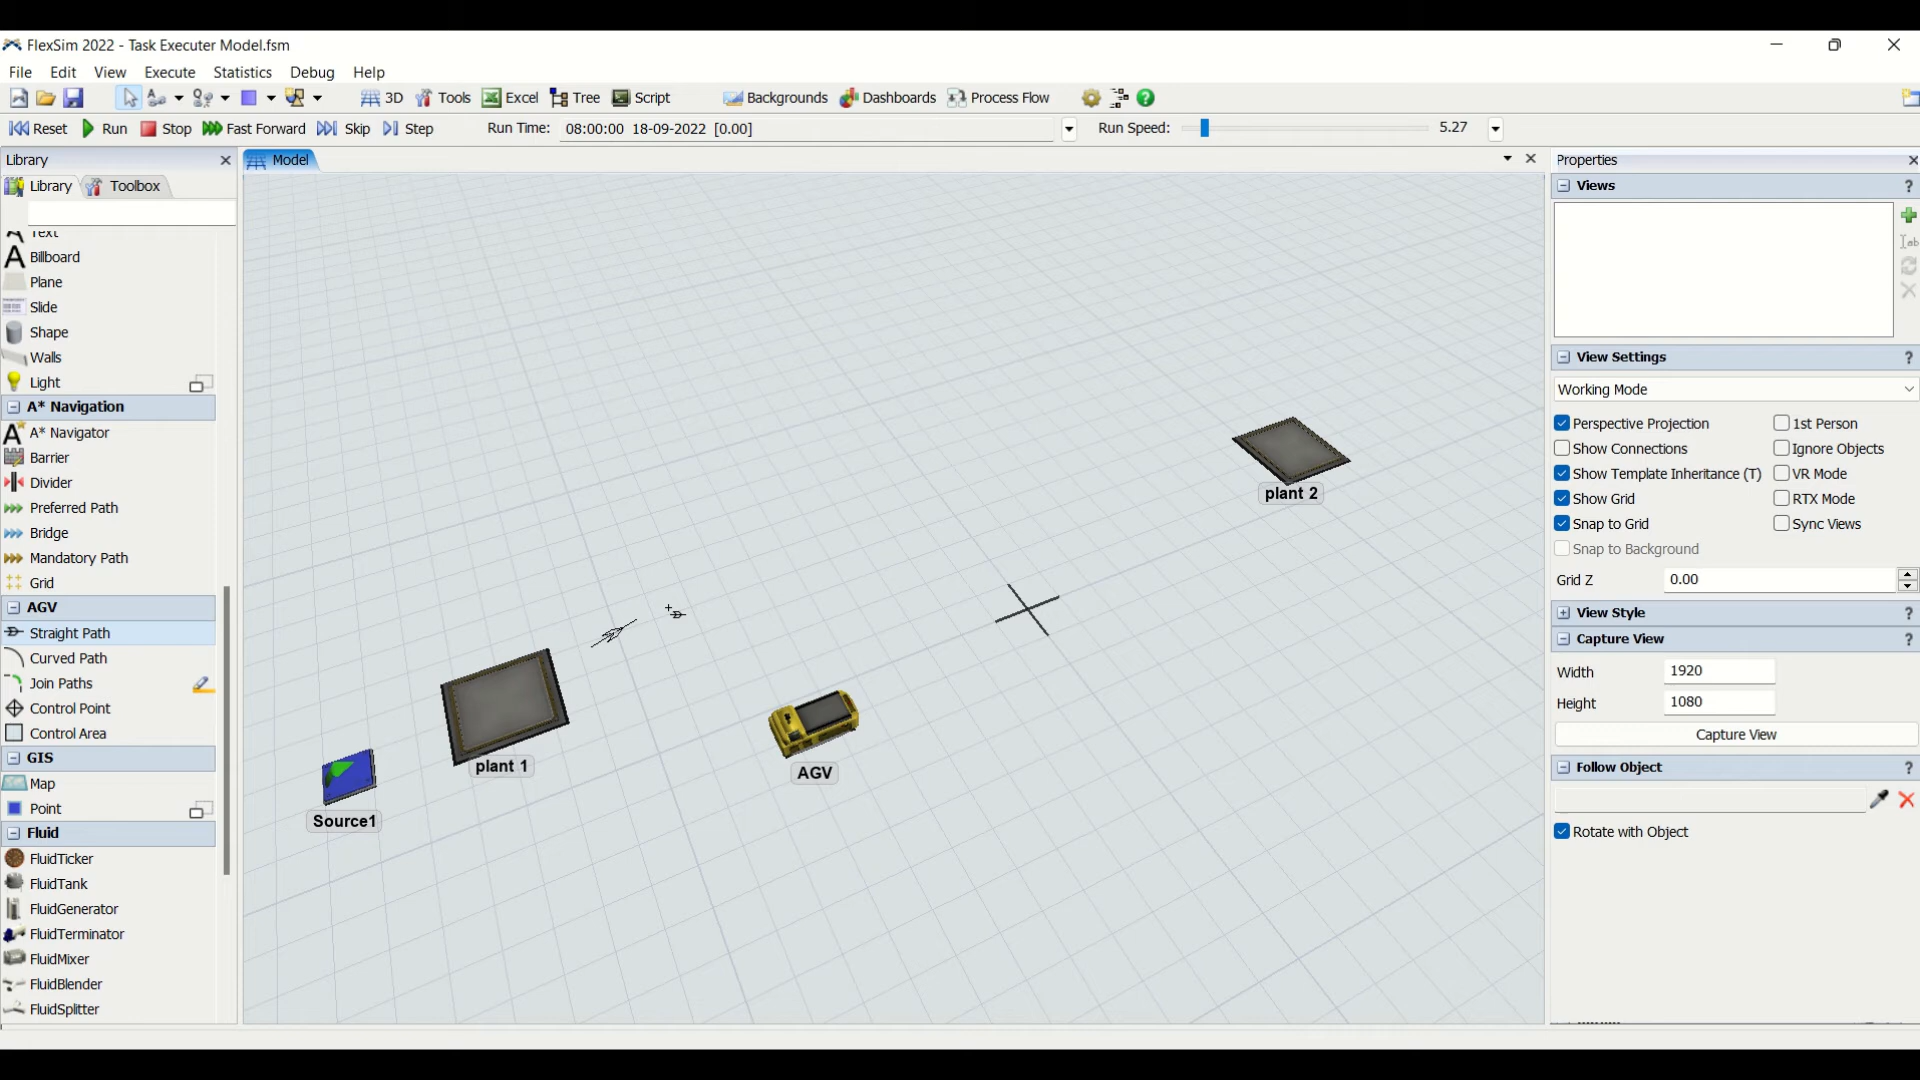 FlexSim 2022 - Task Executer Model.fsm
File Edit View Execute Statistics Debug Help
3D Tools Excel Tree Script Backgrounds Dashboards Process Flow
Reset Run Stop Fast Forward Skip Step Run Time: 08:00:00 18-09-2022 [0.00] Run Speed: 5.27
Library
Library Toolbox
Text
Billboard
Plane
Slide
Shape
Walls
Light
A* Navigation
A* Navigator
Barrier
Divider
Preferred Path
Bridge
Mandatory Path
Grid
AGV
Straight Path
Curved Path
Join Paths
Control Point
Control Area
GIS
Map
Point
Fluid
FluidTicker
FluidTank
FluidGenerator
FluidTerminator
FluidMixer
FluidBlender
FluidSplitter
Model
plant 2
plant 1
AGV
Source1
Properties
Views
View Settings
Working Mode
Perspective Projection 1st Person
Show Connections Ignore Objects
Show Template Inheritance (T) VR Mode
Show Grid RTX Mode
Snap to Grid Sync Views
Snap to Background
Grid Z 0.00
View Style
Capture View
Width 1920
Height 1080
Capture View
Follow Object
Rotate with Object